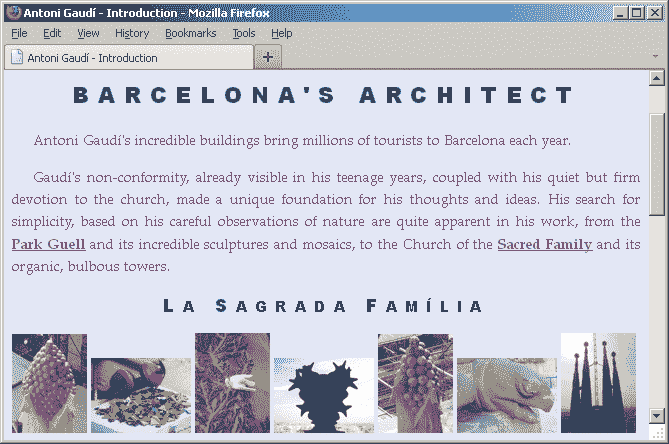 Antoni Gaudí - Introduction - Mozilla Firefox
File Edit View History Bookmarks Tools Help
Antoni Gaudí - Introduction
BARCELONA'S ARCHITECT
Antoni Gaudí's incredible buildings bring millions of tourists to Barcelona each year.
Gaudí's non-conformity, already visible in his teenage years, coupled with his quiet but firm
devotion to the church, made a unique foundation for his thoughts and ideas. His search for
simplicity, based on his careful observations of nature are quite apparent in his work, from the
Park Guell and its incredible sculptures and mosaics, to the Church of the Sacred Family and its
organic, bulbous towers.
LA SAGRADA FAMÍLIA